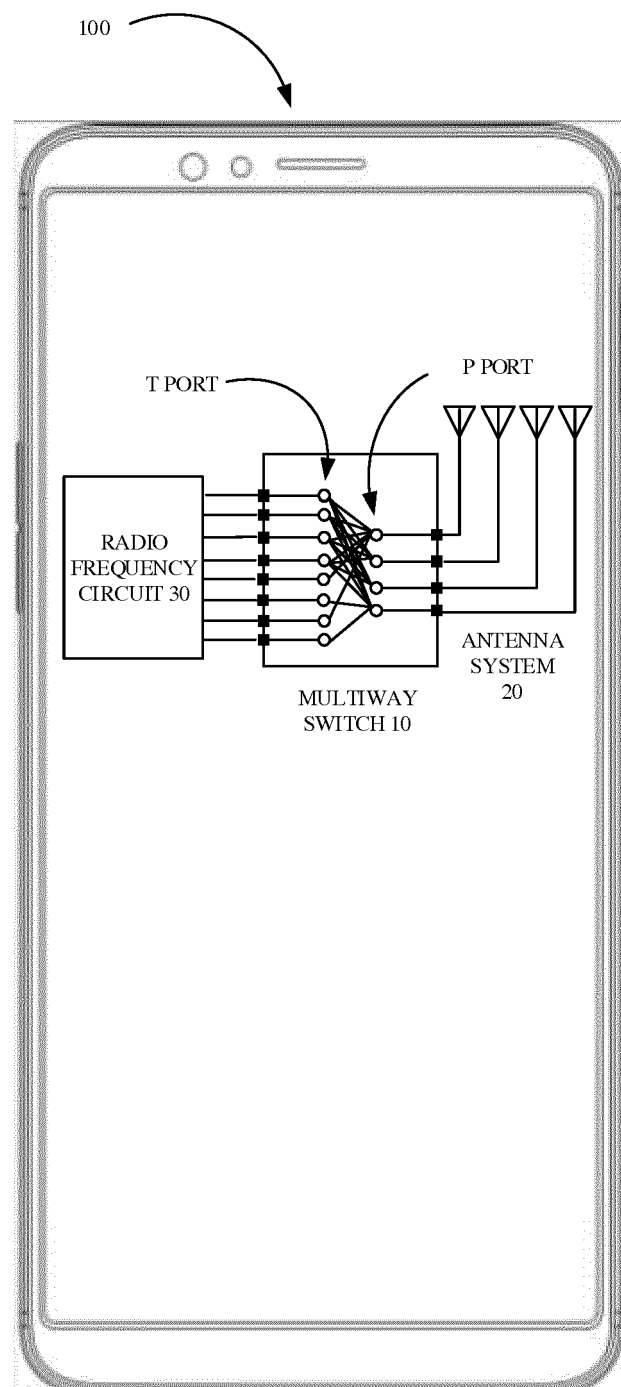 100
T PORT
P PORT
RADIO
FREQUENCY
CIRCUIT 30
MULTIWAY
SWITCH 10
ANTENNA
SYSTEM
20